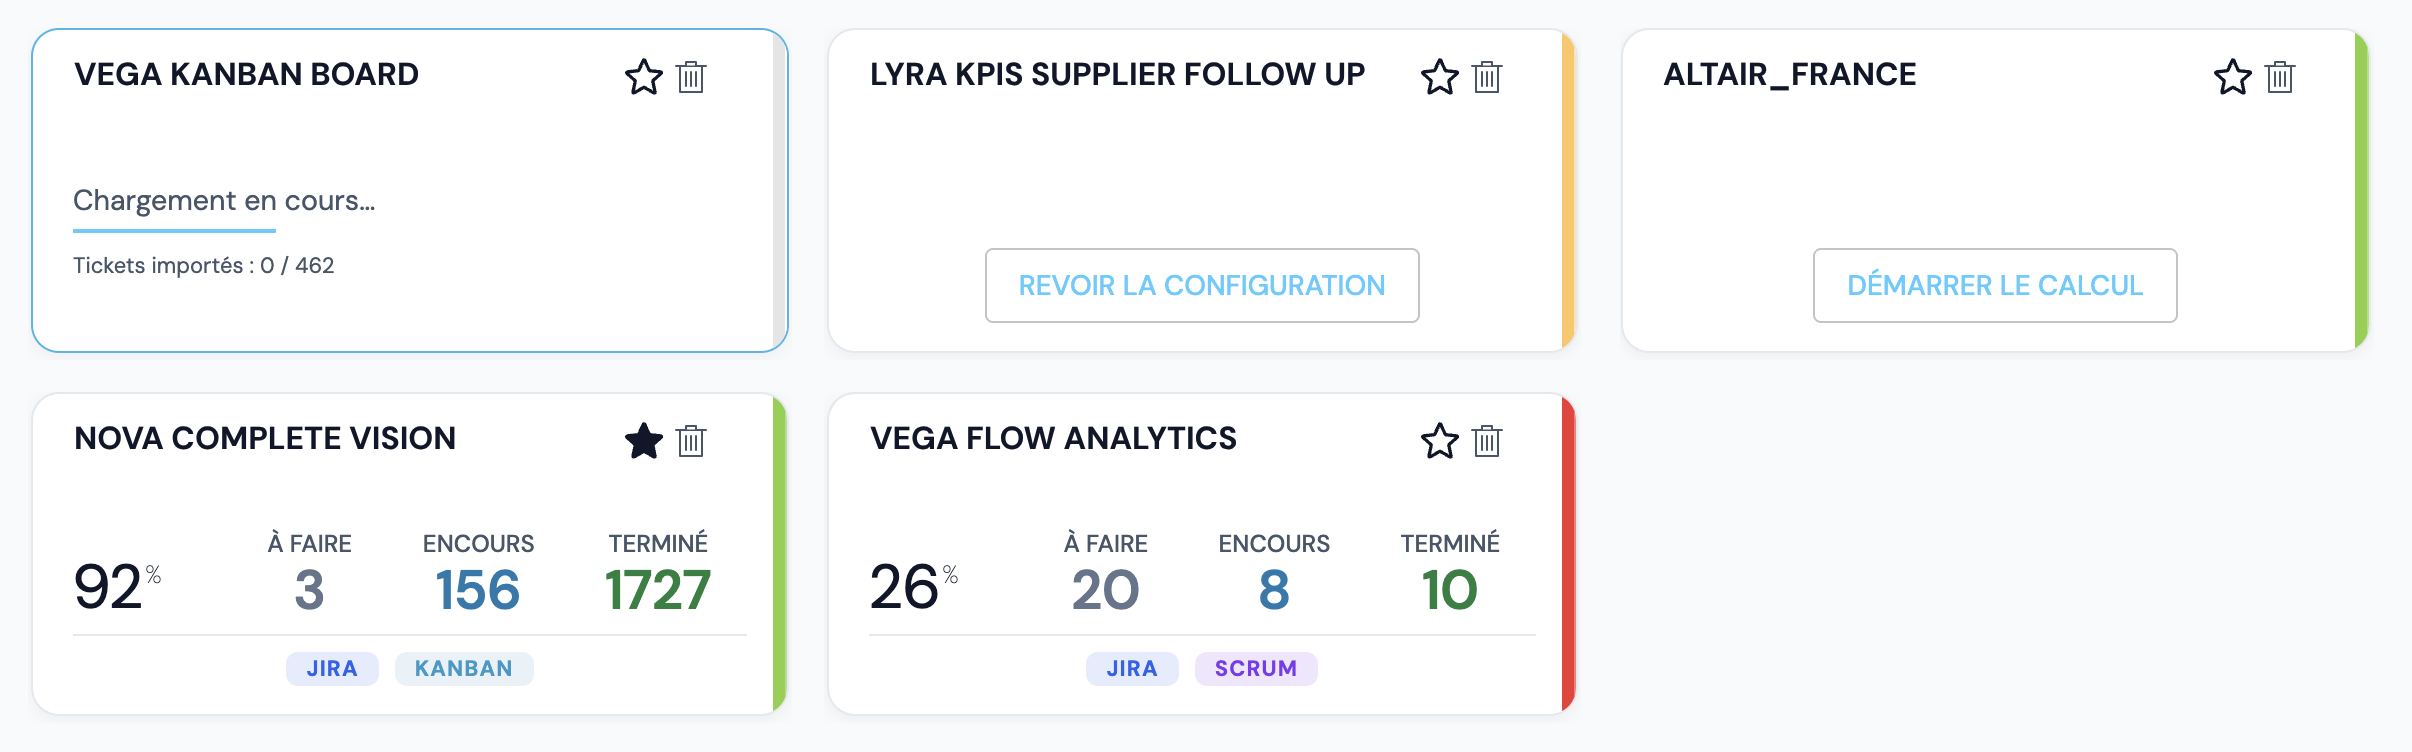 VEGA KANBAN BOARD
Chargement en cours...
Tickets importés : 0 / 462
LYRA KPIS SUPPLIER FOLLOW UP
REVOIR LA CONFIGURATION
ALTAIR_FRANCE
DÉMARRER LE CALCUL
NOVA COMPLETE VISION
À FAIRE ENCOURS TERMINÉ
92% 3 156 1727
JIRA KANBAN
VEGA FLOW ANALYTICS
À FAIRE ENCOURS TERMINÉ
26% 20 8 10
JIRA SCRUM